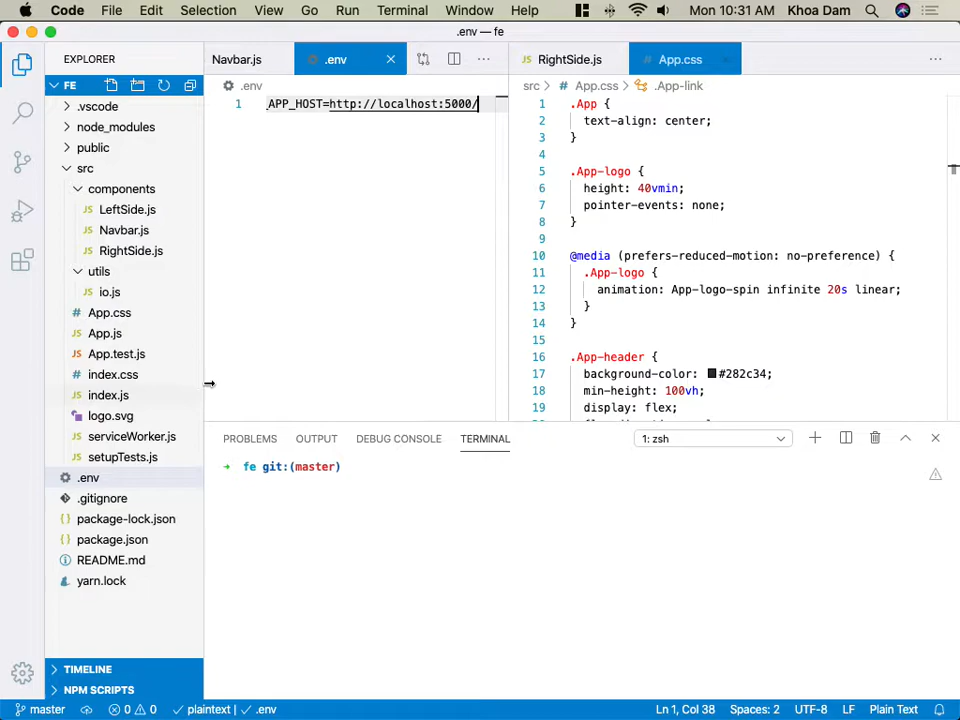 Code File Edit Selection View Go Run Terminal Window Help Mon 10:31 AM Khoa Dam
.env — fe
EXPLORER
FE
.vscode
node_modules
public
src
components
LeftSide.js
Navbar.js
RightSide.js
utils
io.js
App.css
App.js
App.test.js
index.css
index.js
logo.svg
serviceWorker.js
setupTests.js
.env
.gitignore
package-lock.json
package.json
README.md
yarn.lock
TIMELINE
NPM SCRIPTS
Navbar.js .env
.env
1 _APP_HOST=http://localhost:5000/
RightSide.js App.css
src App.css .App-link
1 .App {
2 text-align: center;
3 }
4
5 .App-logo {
6 height: 40vmin;
7 pointer-events: none;
8 }
9
10 @media (prefers-reduced-motion: no-preference) {
11 .App-logo {
12 animation: App-logo-spin infinite 20s linear;
13 }
14 }
15
16 .App-header {
17 background-color: #282c34;
18 min-height: 100vh;
19 display: flex;
PROBLEMS OUTPUT DEBUG CONSOLE TERMINAL 1: zsh
→ fe git:(master)
master 0 0 plaintext | .env Ln 1, Col 38 Spaces: 2 UTF-8 LF Plain Text